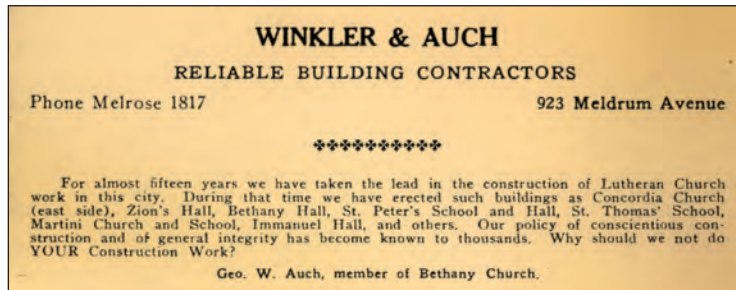 WINKLER & AUCH
RELIABLE BUILDING CONTRACTORS
Phone Melrose 1817 923 Meldrum Avenue
For almost fifteen years we have taken the lead in the construction of Lutheran Church
work in this city. During that time we have erected such buildings as Concordia Church
(east side), Zion's Hall, Bethany Hall, St. Peter's School and Hall, St. Thomas' School,
Martini Church and School, Immanuel Hall, and others. Our policy of conscientious con-
struction and of general integrity has become known to thousands. Why should we not do
YOUR Construction Work?
Geo. W. Auch, member of Bethany Church.